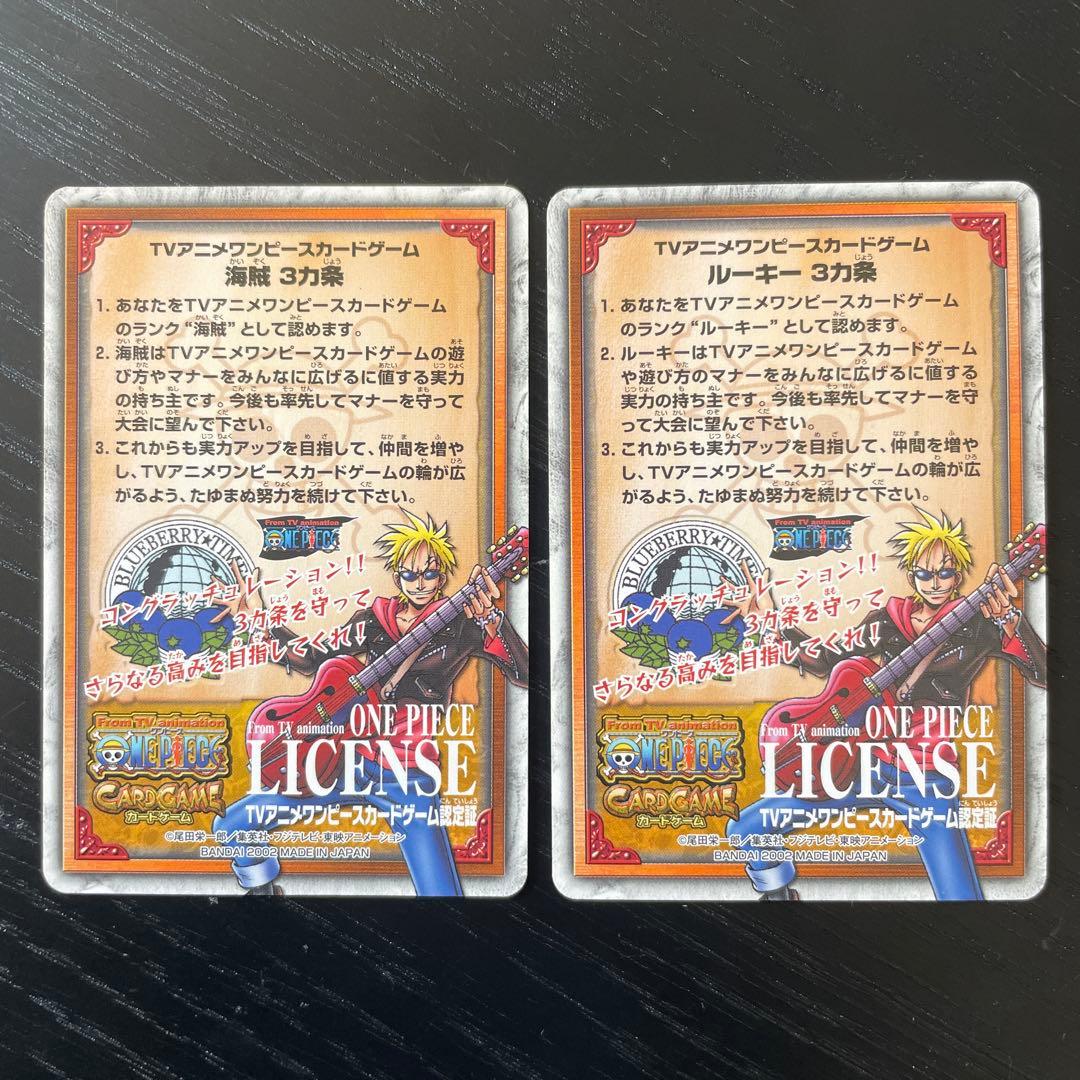 TVアニメワンピースカードゲーム
海賊 3カ条
1. あなたをTVアニメワンピースカードゲーム
のランク“海賊”として認めます。
2. 海賊はTVアニメワンピースカードゲームの遊
び方やマナーをみんなに広げるに値する実力
の持ち主です。今後も率先してマナーを守って
大会に望んで下さい。
3. これからも実力アップを目指して、仲間を増や
し、TVアニメワンピースカードゲームの輪が広
がるよう、たゆまぬ努力を続けて下さい。
From TV animation
ONE PIECE
BLUEBERRY★TIME
コングラッチュレーション!!
3カ条を守って
さらなる高みを目指してくれ!
From TV animation
ワンピース
ONE PIECE
CARD GAME
カードゲーム
From TV animation ONE PIECE
LICENSE
TVアニメワンピースカードゲーム認定証
©尾田栄一郎/集英社・フジテレビ・東映アニメーション
BANDAI 2002 MADE IN JAPAN
TVアニメワンピースカードゲーム
ルーキー 3カ条
1. あなたをTVアニメワンピースカードゲーム
のランク“ルーキー”として認めます。
2. ルーキーはTVアニメワンピースカードゲーム
や遊び方のマナーをみんなに広げるに値する
実力の持ち主です。今後も率先してマナーを守
って大会に望んで下さい。
3. これからも実力アップを目指して、仲間を増や
し、TVアニメワンピースカードゲームの輪が広
がるよう、たゆまぬ努力を続けて下さい。
From TV animation
ONE PIECE
BLUEBERRY★TIME
コングラッチュレーション!!
3カ条を守って
さらなる高みを目指してくれ!
From TV animation
ワンピース
ONE PIECE
CARD GAME
カードゲーム
From TV animation ONE PIECE
LICENSE
TVアニメワンピースカードゲーム認定証
©尾田栄一郎/集英社・フジテレビ・東映アニメーション
BANDAI 2002 MADE IN JAPAN